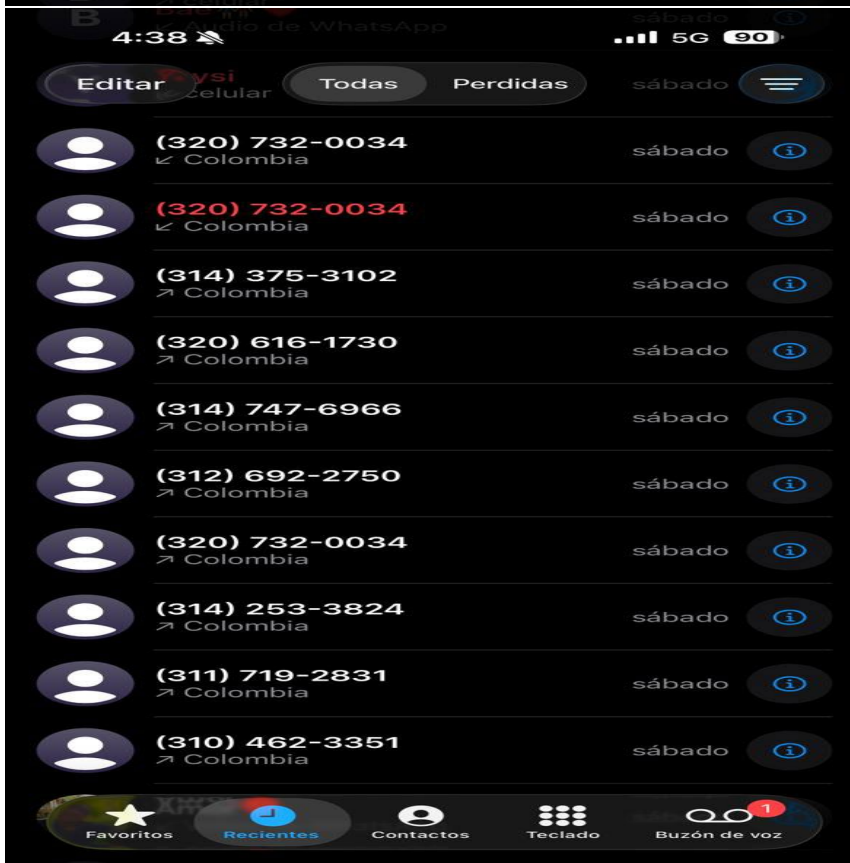 Bae
B
Audio de WhatsApp
sábado
4:38
5G 90
Editar
Todas
Perdidas
celular
sábado
(320) 732-0034
Colombia
sábado
(320) 732-0034
Colombia
sábado
(314) 375-3102
Colombia
sábado
(320) 616-1730
Colombia
sábado
(314) 747-6966
Colombia
sábado
(312) 692-2750
Colombia
sábado
(320) 732-0034
Colombia
sábado
(314) 253-3824
Colombia
sábado
(311) 719-2831
Colombia
sábado
(310) 462-3351
Colombia
sábado
1
Favoritos
Recientes
Contactos
Teclado
Buzón de voz